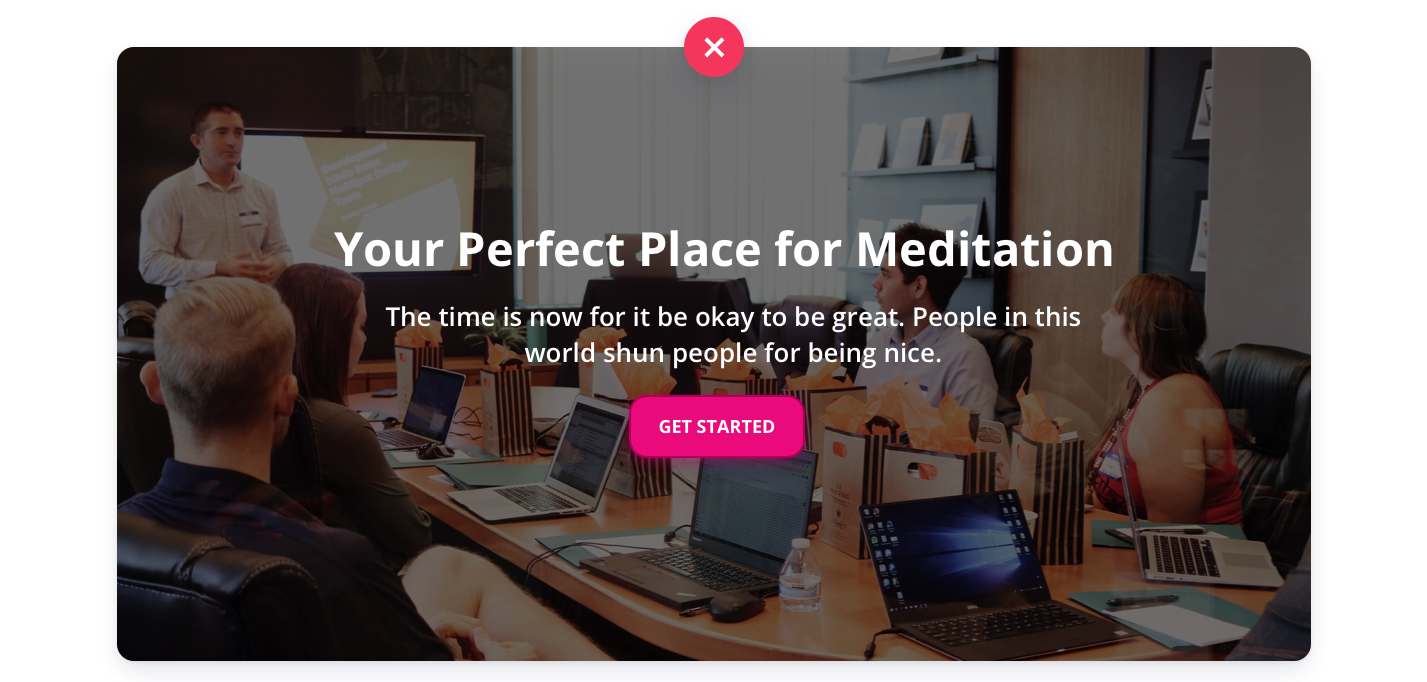 Your Perfect Place for Meditation
The time is now for it be okay to be great. People in this
world shun people for being nice.
GET STARTED